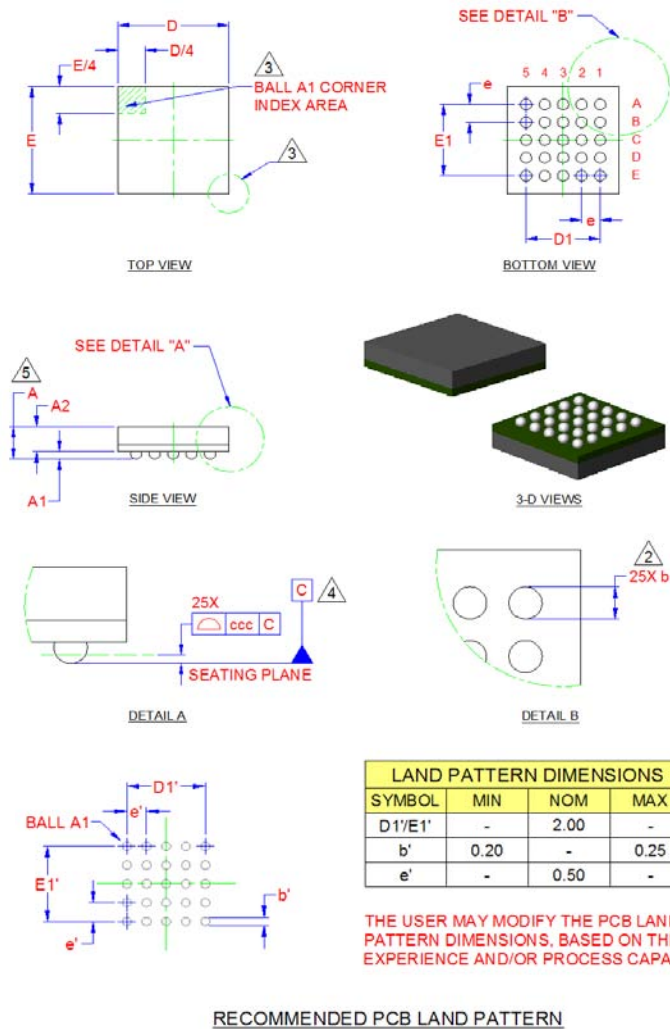 D
D/4
E/4
E
3
BALL A1 CORNER
INDEX AREA
3
TOP VIEW
SEE DETAIL "B"
5 4 3 2 1
e
E1
A
B
C
D
E
e
D1
BOTTOM VIEW
SEE DETAIL "A"
5
A
A2
A1
SIDE VIEW
3-D VIEWS
25X
ccc C
C
4
SEATING PLANE
DETAIL A
2
25X b
DETAIL B
D1'
e'
BALL A1
E1'
e'
b'
LAND PATTERN DIMENSIONS
SYMBOL MIN NOM MAX
D1'/E1' - 2.00 -
b' 0.20 - 0.25
e' - 0.50 -
THE USER MAY MODIFY THE PCB LAN
PATTERN DIMENSIONS, BASED ON TH
EXPERIENCE AND/OR PROCESS CAPA
RECOMMENDED PCB LAND PATTERN